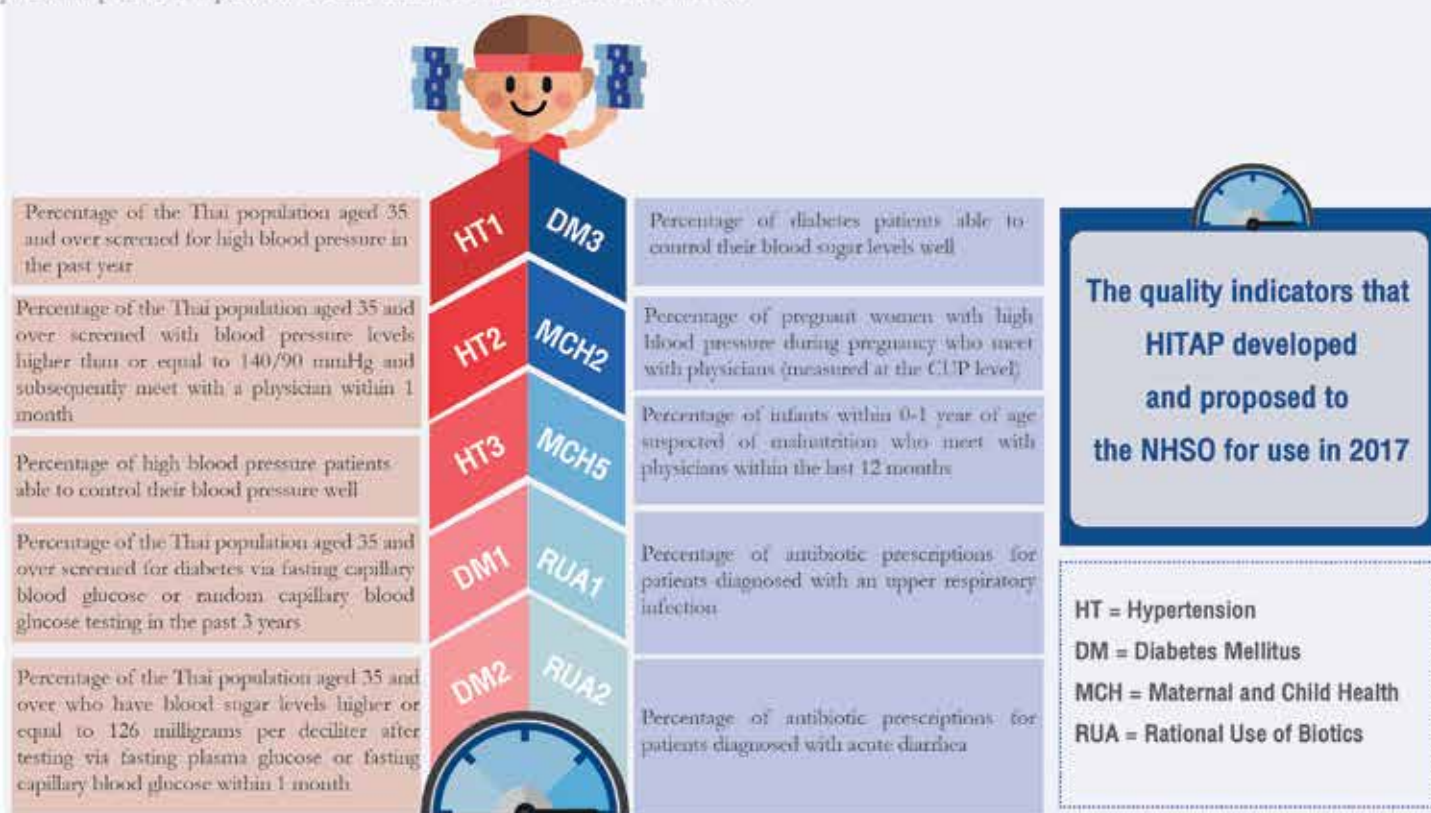 HT1
Percentage of the Thai population aged 35
and over screened for high blood pressure in
the past year
HT2
Percentage of the Thai population aged 35 and
over screened with blood pressure levels
higher than or equal to 140/90 mmHg and
subsequently meet with a physician within 1
month
HT3
Percentage of high blood pressure patients
able to control their blood pressure well
DM1
Percentage of the Thai population aged 35 and
over screened for diabetes via fasting capillary
blood glucose or random capillary blood
glucose testing in the past 3 years
DM2
Percentage of the Thai population aged 35 and
over who have blood sugar levels higher or
equal to 126 milligrams per deciliter after
testing via fasting plasma glucose or fasting
capillary blood glucose within 1 month
DM3
Percentage of diabetes patients able to
control their blood sugar levels well
MCH2
Percentage of pregnant women with high
blood pressure during pregnancy who meet
with physicians (measured at the CUP level)
MCH5
Percentage of infants within 0-1 year of age
suspected of malnutrition who meet with
physicians within the last 12 months
RUA1
Percentage of antibiotic prescriptions for
patients diagnosed with an upper respiratory
infection
RUA2
Percentage of antibiotic prescriptions for
patients diagnosed with acute diarrhea
The quality indicators that
HITAP developed
and proposed to
the NHSO for use in 2017
HT = Hypertension
DM = Diabetes Mellitus
MCH = Maternal and Child Health
RUA = Rational Use of Biotics